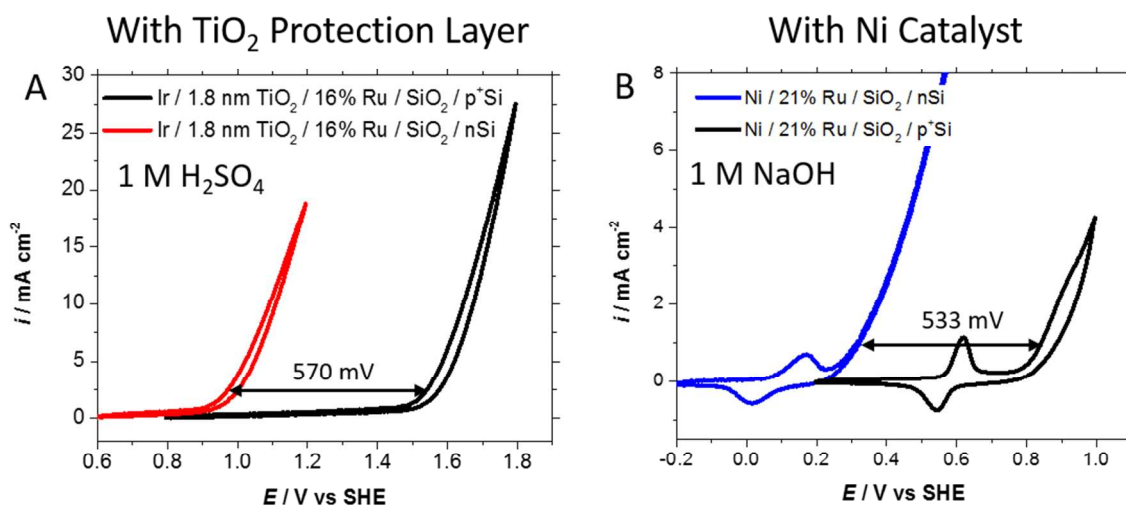 With TiO₂ Protection Layer
With Ni Catalyst
A
Ir / 1.8 nm TiO₂ / 16% Ru / SiO₂ / p⁺Si
Ir / 1.8 nm TiO₂ / 16% Ru / SiO₂ / nSi
1 M H₂SO₄
570 mV
30
25
20
15
10
5
0
i / mA cm⁻²
0.6 0.8 1.0 1.2 1.4 1.6 1.8
E / V vs SHE
B
Ni / 21% Ru / SiO₂ / nSi
Ni / 21% Ru / SiO₂ / p⁺Si
1 M NaOH
533 mV
8
6
4
2
0
i / mA cm⁻²
-0.2 0.0 0.2 0.4 0.6 0.8 1.0
E / V vs SHE